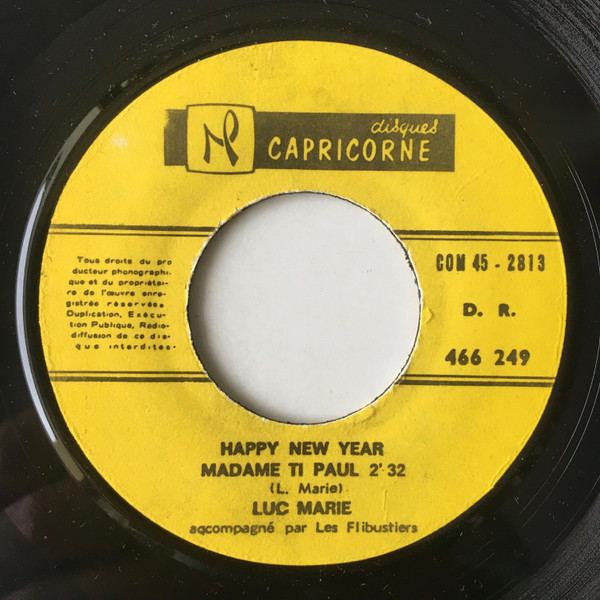 disques
CAPRICORNE
Tous droits du pro
ducteur phonographi-
que et du propriétai-
re de l'œuvre enre-
gistrée réservés.
Duplication, Exécu-
tion Publique, Radio-
diffusion de ce dis-
que interdites.
COM 45 - 2813
D. R.
466 249
HAPPY NEW YEAR
MADAME TI PAUL 2'32
(L. Marie)
LUC MARIE
accompagné par Les Flibustiers